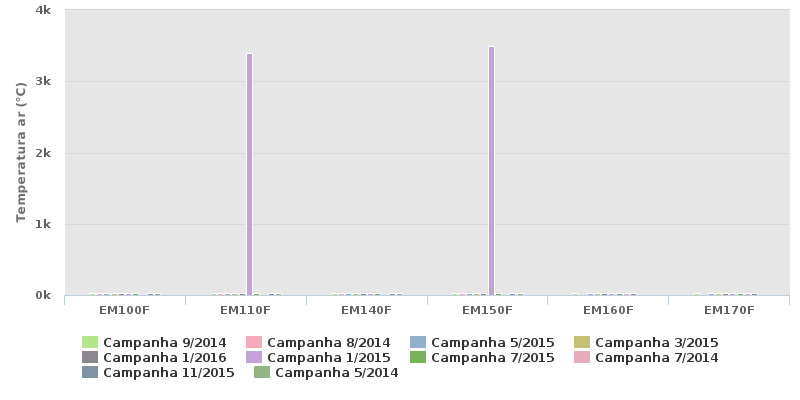 4k
3k
2k
1k
0k
Temperatura ar (°C)
EM100F EM110F EM140F EM150F EM160F EM170F
Campanha 9/2014 Campanha 8/2014 Campanha 5/2015 Campanha 3/2015
Campanha 1/2016 Campanha 1/2015 Campanha 7/2015 Campanha 7/2014
Campanha 11/2015 Campanha 5/2014